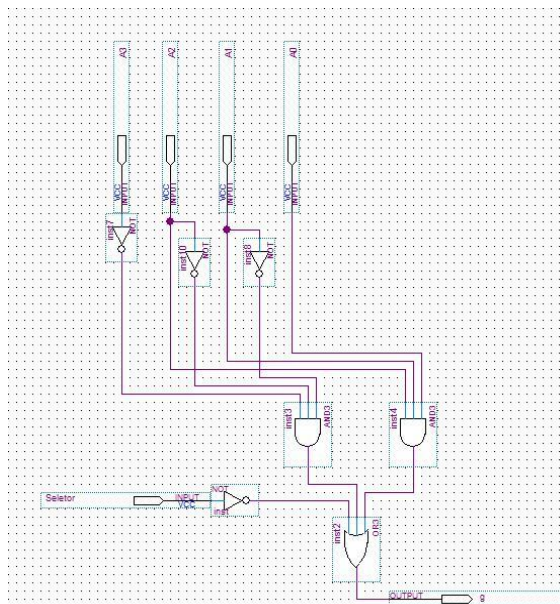 A3
A2
A1
A0
VCC
INPUT
VCC
INPUT
VCC
INPUT
VCC
INPUT
inst7
NOT
inst10
NOT
inst8
NOT
inst3
AND3
inst4
AND3
Seletor
INPUT
VCC
NOT
inst
inst2
OR3
OUTPUT
g